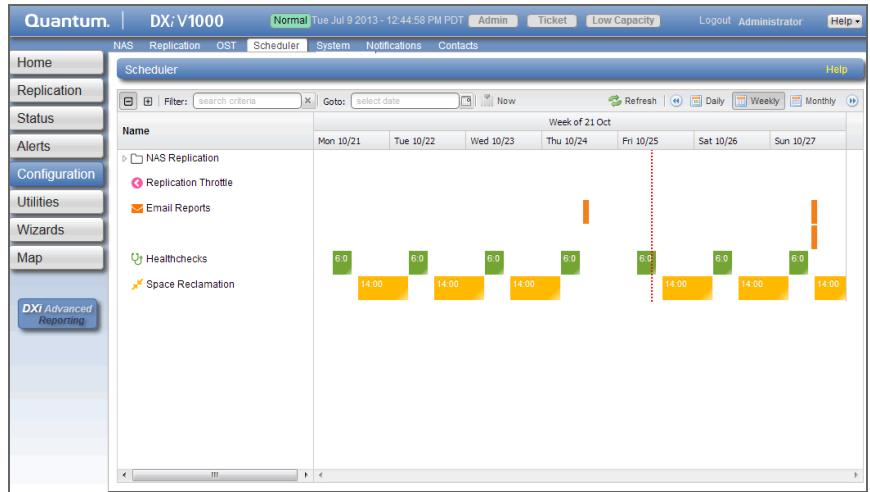 Quantum. DXi V1000 Normal Tue Jul 9 2013 - 12:44:58 PM PDT Admin Ticket Low Capacity Logout Administrator Help
NAS Replication OST Scheduler System Notifications Contacts
Home
Replication
Status
Alerts
Configuration
Utilities
Wizards
Map
DXi Advanced
Reporting
Scheduler Help
Filter: search criteria Goto: select date Now Refresh Daily Weekly Monthly
Name
Week of 21 Oct
Mon 10/21 Tue 10/22 Wed 10/23 Thu 10/24 Fri 10/25 Sat 10/26 Sun 10/27
NAS Replication
Replication Throttle
Email Reports
Healthchecks 6:0 6:0 6:0 6:0 6:0 6:0 6:0
Space Reclamation 14:00 14:00 14:00 14:00 14:00 14:00